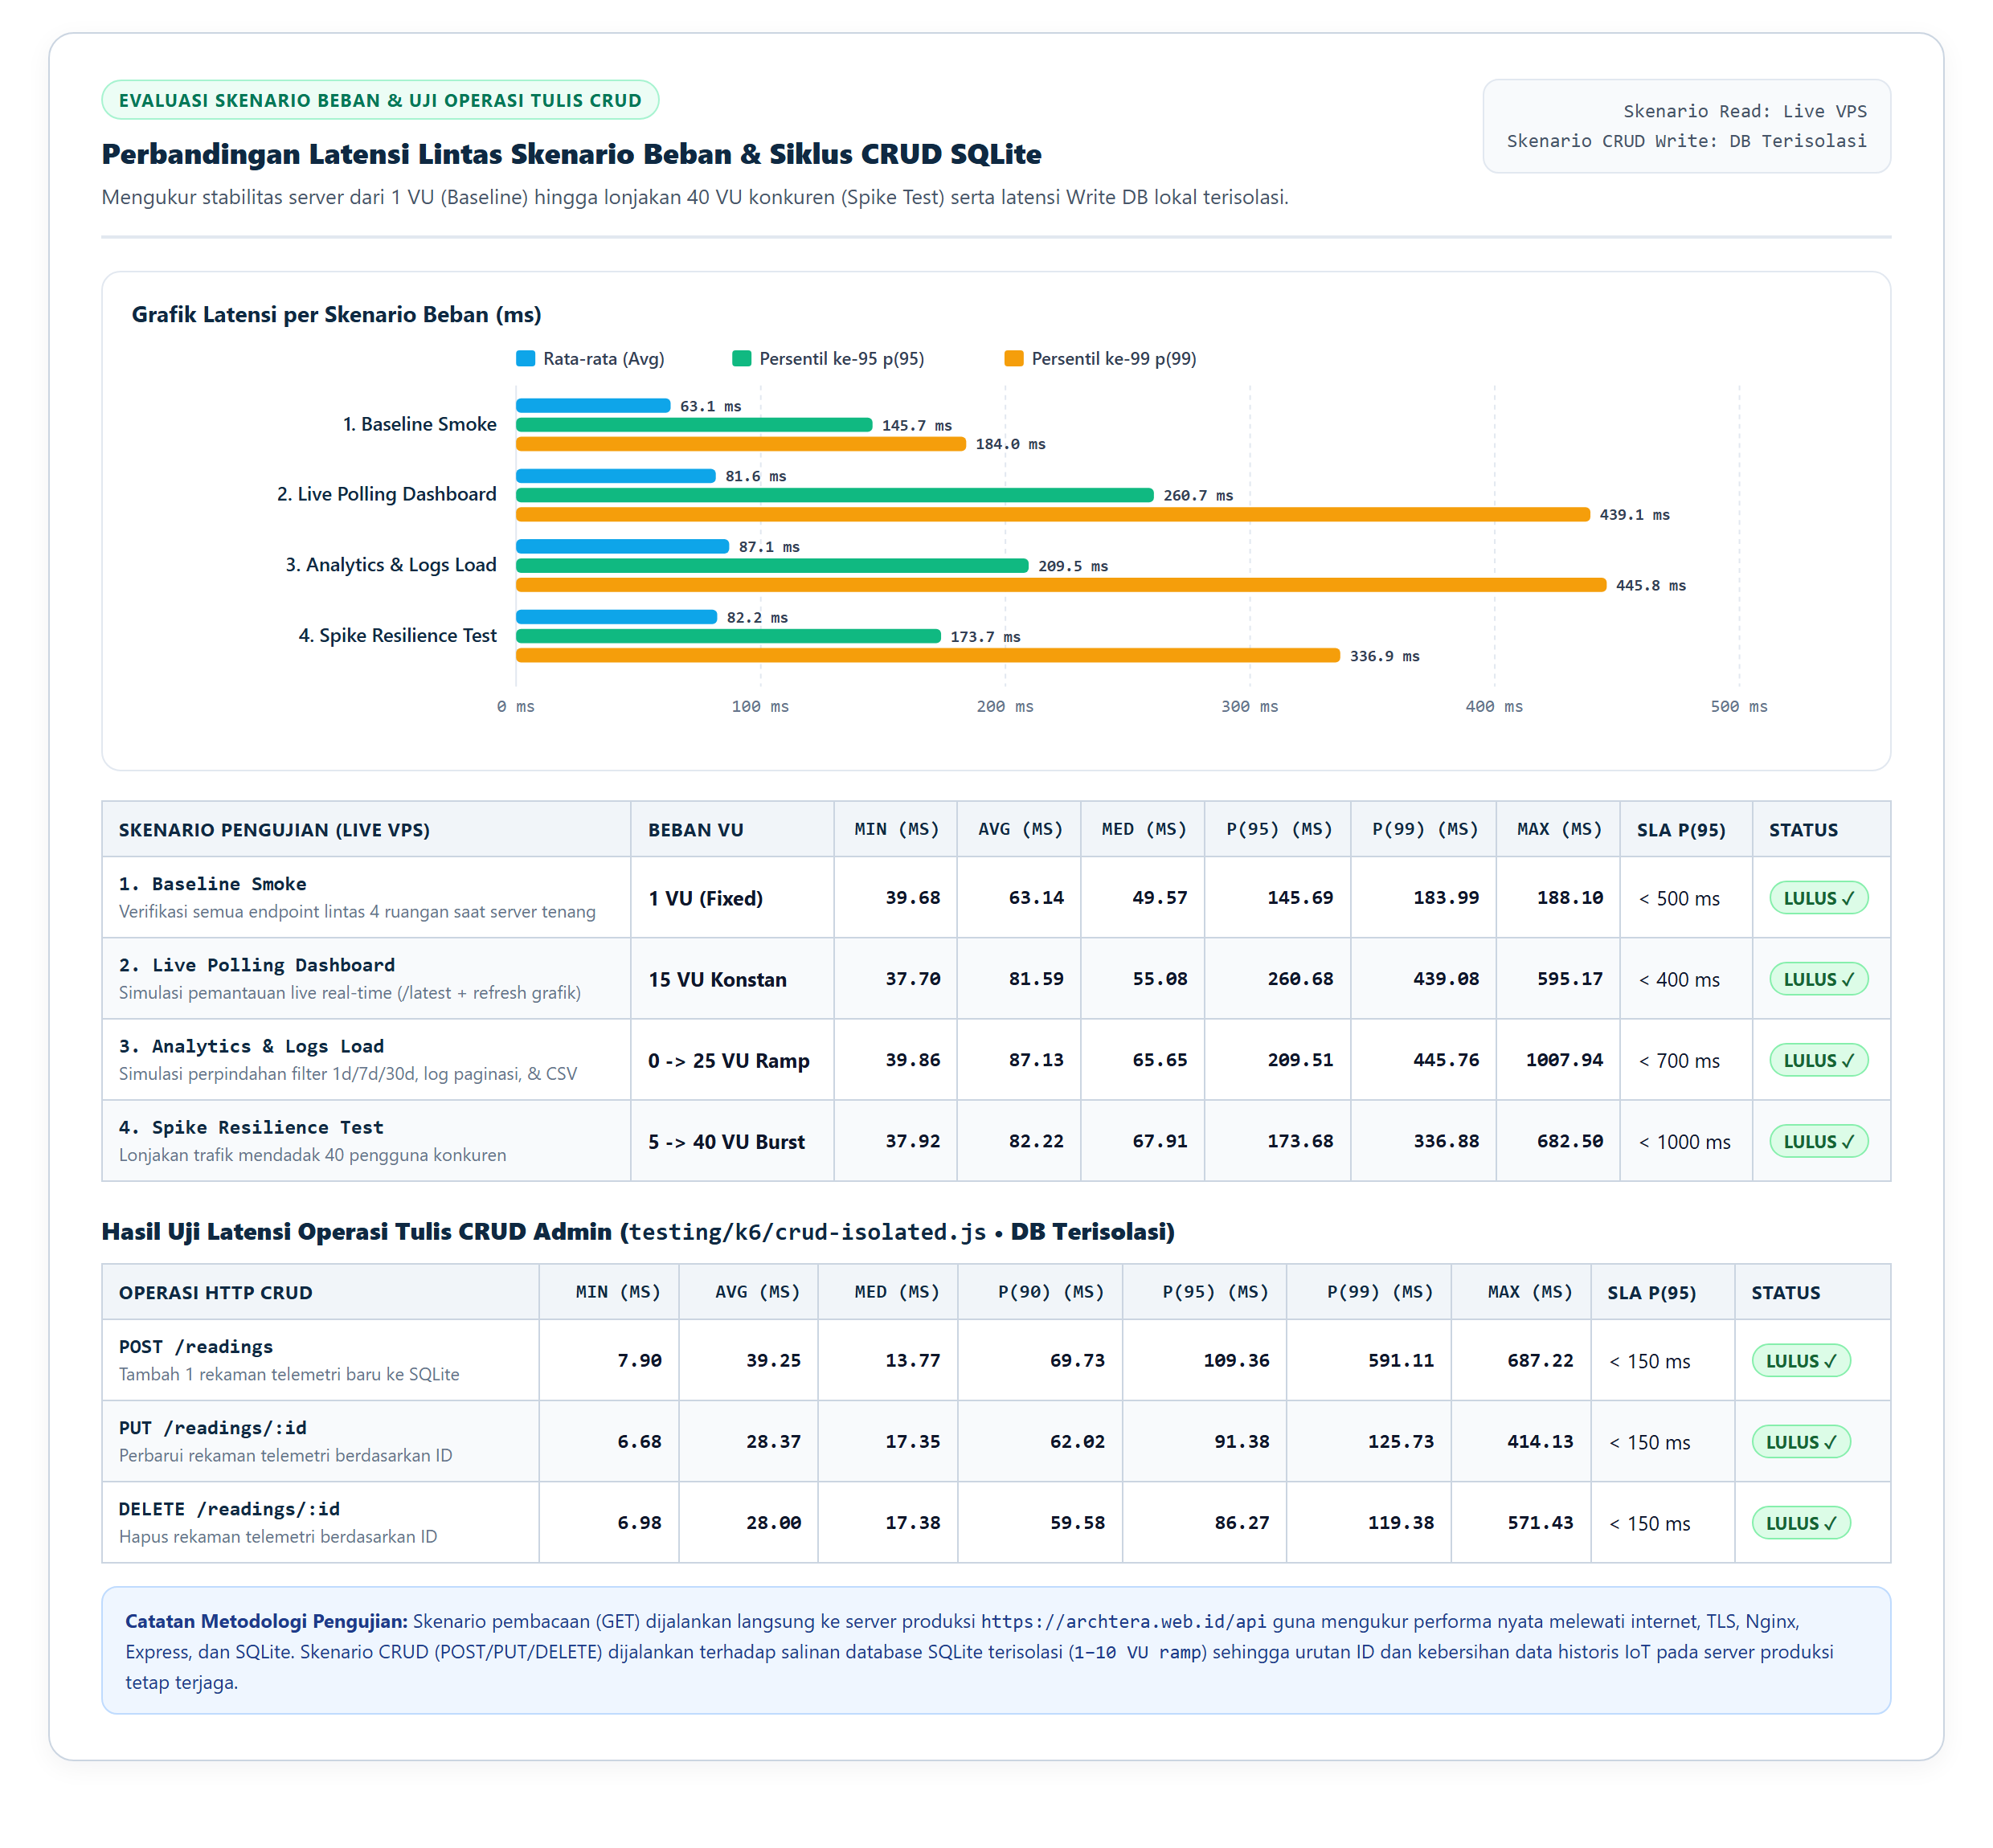 EVALUASI SKENARIO BEBAN & UJI OPERASI TULIS CRUD
Skenario Read: Live VPS
Skenario CRUD Write: DB Terisolasi
Perbandingan Latensi Lintas Skenario Beban & Siklus CRUD SQLite
Mengukur stabilitas server dari 1 VU (Baseline) hingga lonjakan 40 VU konkuren (Spike Test) serta latensi Write DB lokal terisolasi.
Grafik Latensi per Skenario Beban (ms)
Rata-rata (Avg) Persentil ke-95 p(95) Persentil ke-99 p(99)
1. Baseline Smoke
63.1 ms
145.7 ms
184.0 ms
2. Live Polling Dashboard
81.6 ms
260.7 ms
439.1 ms
3. Analytics & Logs Load
87.1 ms
209.5 ms
445.8 ms
4. Spike Resilience Test
82.2 ms
173.7 ms
336.9 ms
0 ms 100 ms 200 ms 300 ms 400 ms 500 ms
SKENARIO PENGUJIAN (LIVE VPS) BEBAN VU MIN (MS) AVG (MS) MED (MS) P(95) (MS) P(99) (MS) MAX (MS) SLA P(95) STATUS
1. Baseline Smoke
Verifikasi semua endpoint lintas 4 ruangan saat server tenang
1 VU (Fixed) 39.68 63.14 49.57 145.69 183.99 188.10 < 500 ms LULUS ✓
2. Live Polling Dashboard
Simulasi pemantauan live real-time (/latest + refresh grafik)
15 VU Konstan 37.70 81.59 55.08 260.68 439.08 595.17 < 400 ms LULUS ✓
3. Analytics & Logs Load
Simulasi perpindahan filter 1d/7d/30d, log paginasi, & CSV
0 -> 25 VU Ramp 39.86 87.13 65.65 209.51 445.76 1007.94 < 700 ms LULUS ✓
4. Spike Resilience Test
Lonjakan trafik mendadak 40 pengguna konkuren
5 -> 40 VU Burst 37.92 82.22 67.91 173.68 336.88 682.50 < 1000 ms LULUS ✓
Hasil Uji Latensi Operasi Tulis CRUD Admin (testing/k6/crud-isolated.js • DB Terisolasi)
OPERASI HTTP CRUD MIN (MS) AVG (MS) MED (MS) P(90) (MS) P(95) (MS) P(99) (MS) MAX (MS) SLA P(95) STATUS
POST /readings
Tambah 1 rekaman telemetri baru ke SQLite
7.90 39.25 13.77 69.73 109.36 591.11 687.22 < 150 ms LULUS ✓
PUT /readings/:id
Perbarui rekaman telemetri berdasarkan ID
6.68 28.37 17.35 62.02 91.38 125.73 414.13 < 150 ms LULUS ✓
DELETE /readings/:id
Hapus rekaman telemetri berdasarkan ID
6.98 28.00 17.38 59.58 86.27 119.38 571.43 < 150 ms LULUS ✓
Catatan Metodologi Pengujian: Skenario pembacaan (GET) dijalankan langsung ke server produksi https://archtera.web.id/api guna mengukur performa nyata melewati internet, TLS, Nginx,
Express, dan SQLite. Skenario CRUD (POST/PUT/DELETE) dijalankan terhadap salinan database SQLite terisolasi (1–10 VU ramp) sehingga urutan ID dan kebersihan data historis IoT pada server produksi
tetap terjaga.